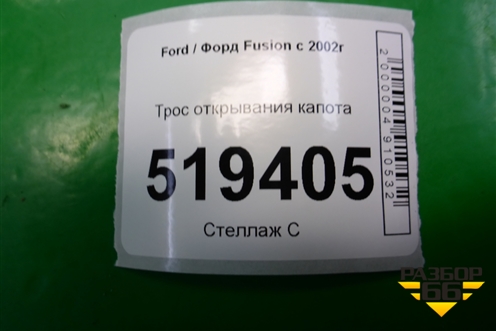 Ford / Форд Fusion с 2002г
Трос открывания капота
519405
Стеллаж С
2000004910532
РАЗБОР
66